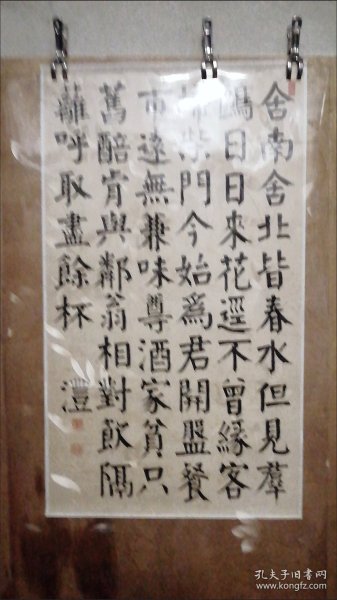 舍南舍北皆春水但見羣
鷗日日來花逕不曾緣客
掃柴門今始為君開盤餐
市遠無兼味尊酒家貧只
舊醅肯與鄰翁相對飲隔
籬呼取盡餘杯 澧
孔夫子旧书网
www.kongfz.com